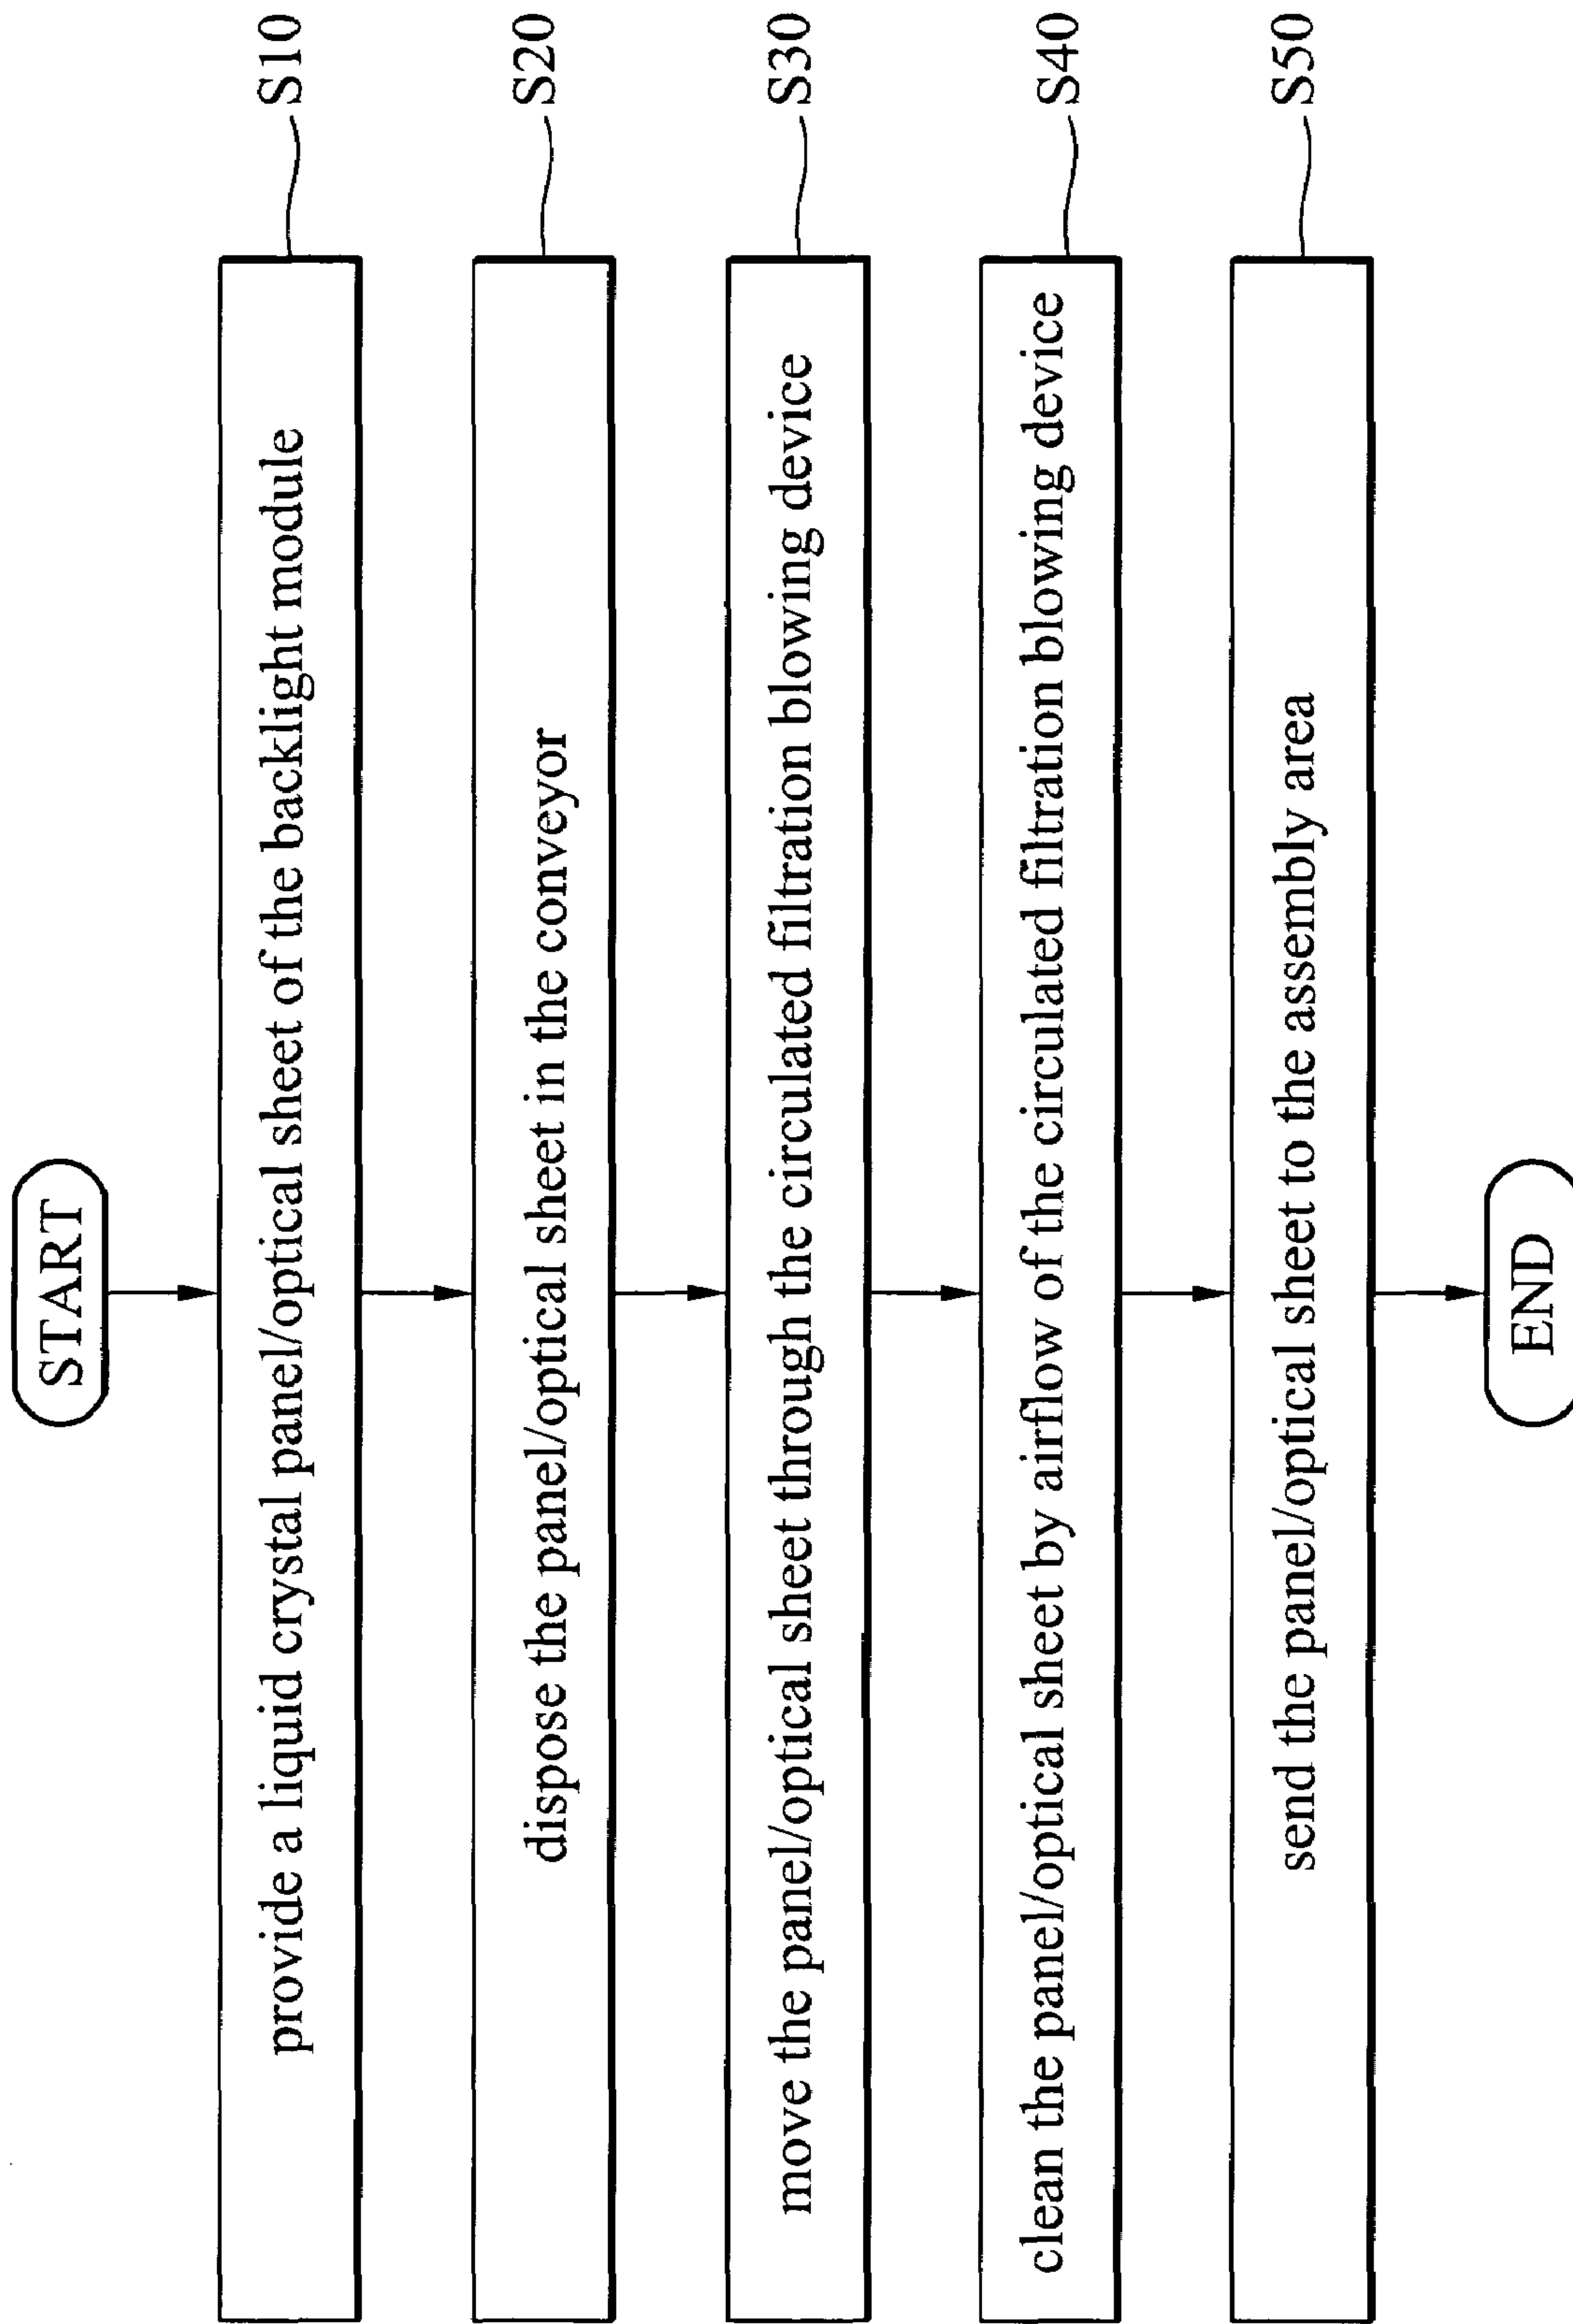 START
provide a liquid crystal panel/optical sheet of the backlight module
S10
dispose the panel/optical sheet in the conveyor
S20
move the panel/optical sheet through the circulated filtration blowing device
S30
clean the panel/optical sheet by airflow of the circulated filtration blowing device
S40
send the panel/optical sheet to the assembly area
S50
END